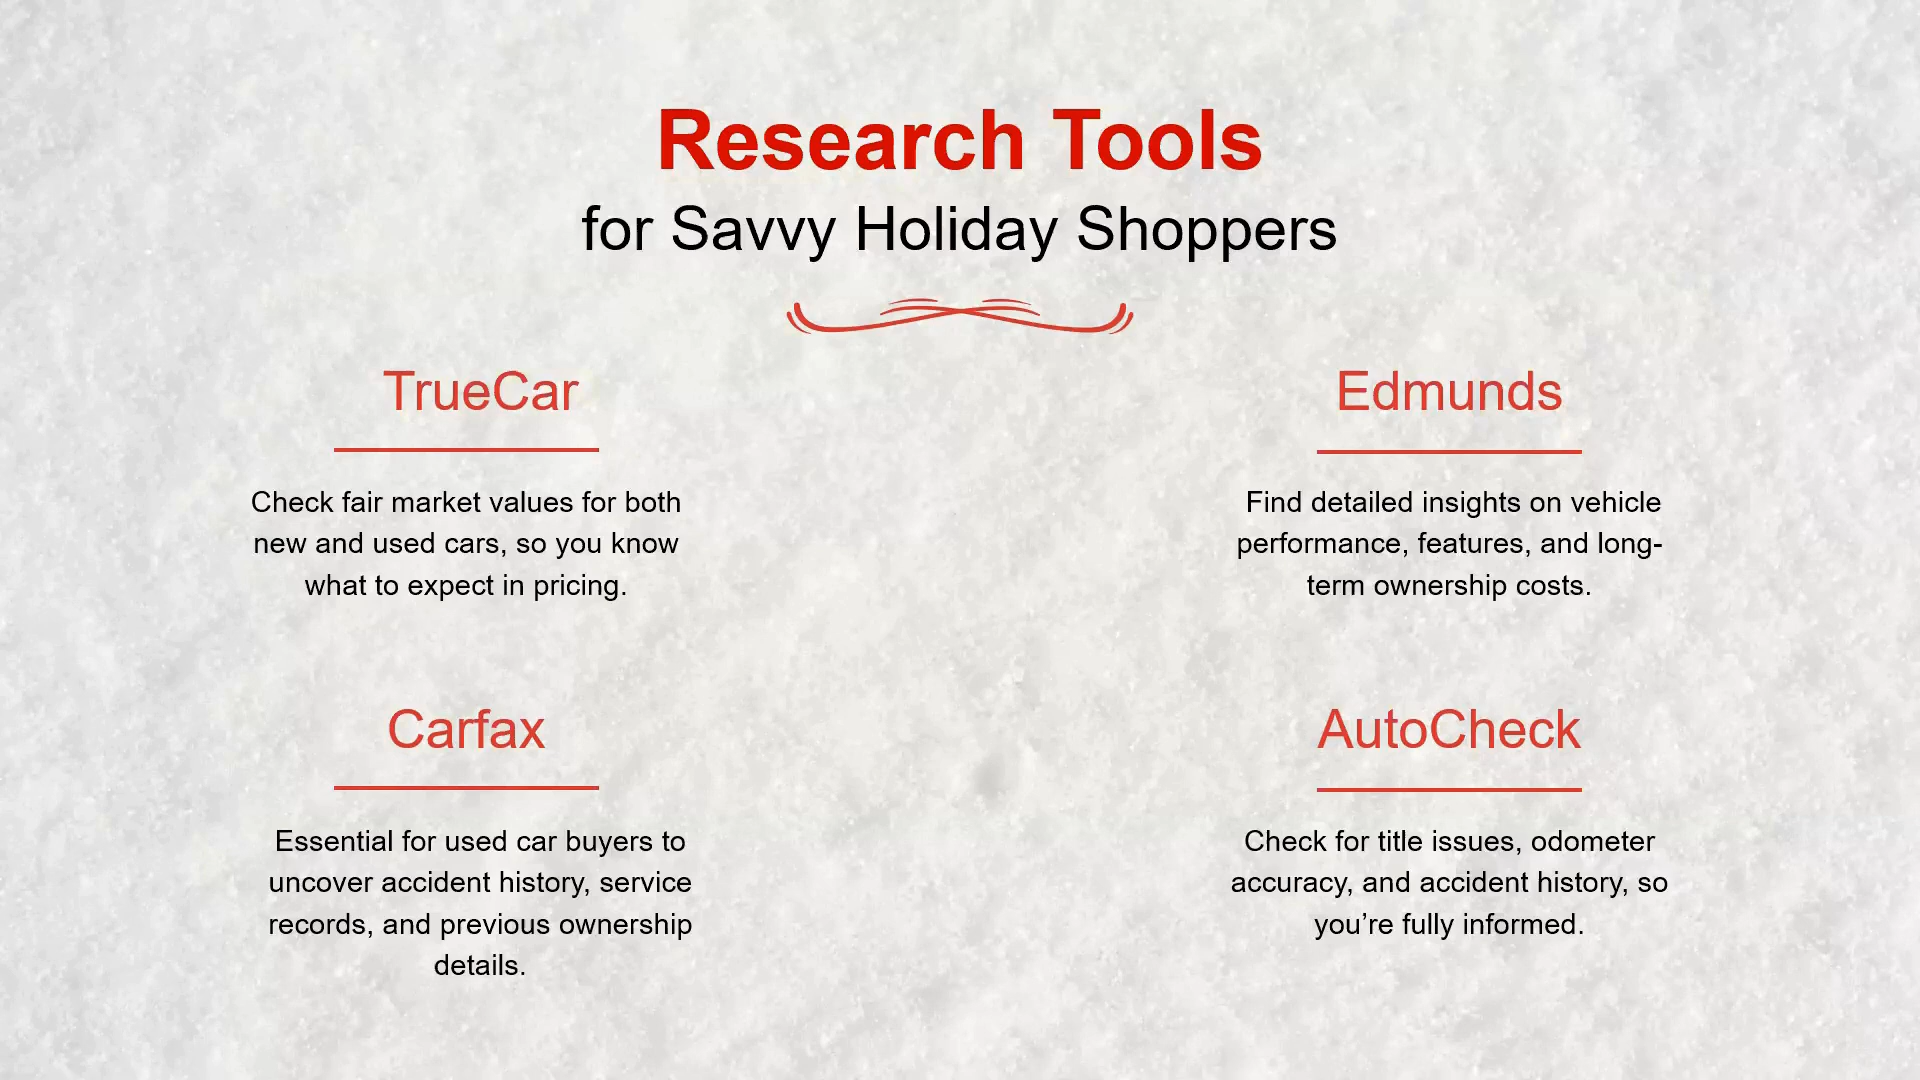 Research Tools
for Savvy Holiday Shoppers
TrueCar
Check fair market values for both
new and used cars, so you know
what to expect in pricing.
Edmunds
Find detailed insights on vehicle
performance, features, and long-
term ownership costs.
Carfax
Essential for used car buyers to
uncover accident history, service
records, and previous ownership
details.
AutoCheck
Check for title issues, odometer
accuracy, and accident history, so
you’re fully informed.